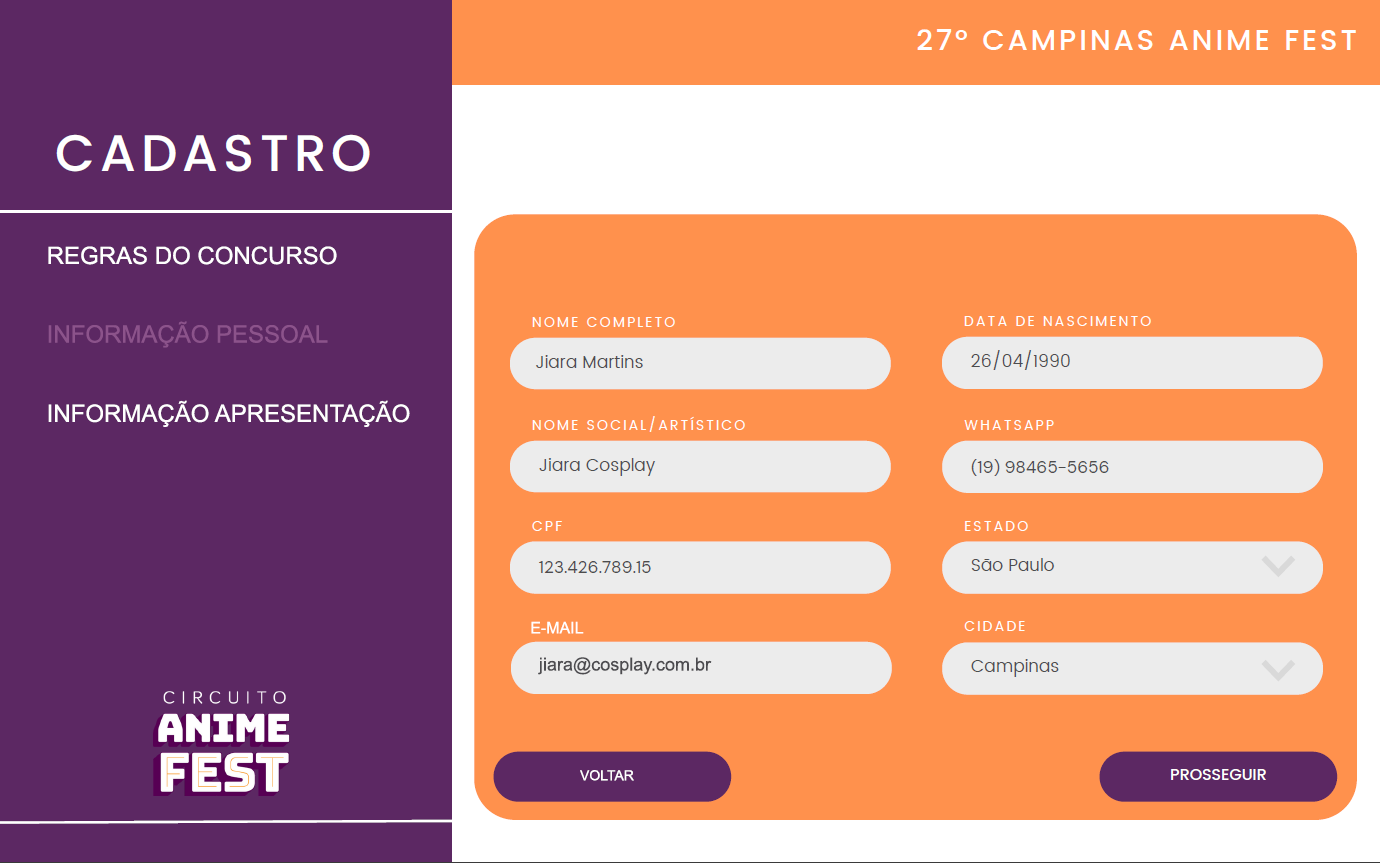 27º CAMPINAS ANIME FEST
CADASTRO
REGRAS DO CONCURSO
INFORMAÇÃO PESSOAL
INFORMAÇÃO APRESENTAÇÃO
CIRCUITO
ANIME
FEST
NOME COMPLETO
Jiara Martins
NOME SOCIAL/ARTÍSTICO
Jiara Cosplay
CPF
123.426.789.15
E-MAIL
jiara@cosplay.com.br
DATA DE NASCIMENTO
26/04/1990
WHATSAPP
(19) 98465-5656
ESTADO
São Paulo
CIDADE
Campinas
VOLTAR
PROSSEGUIR